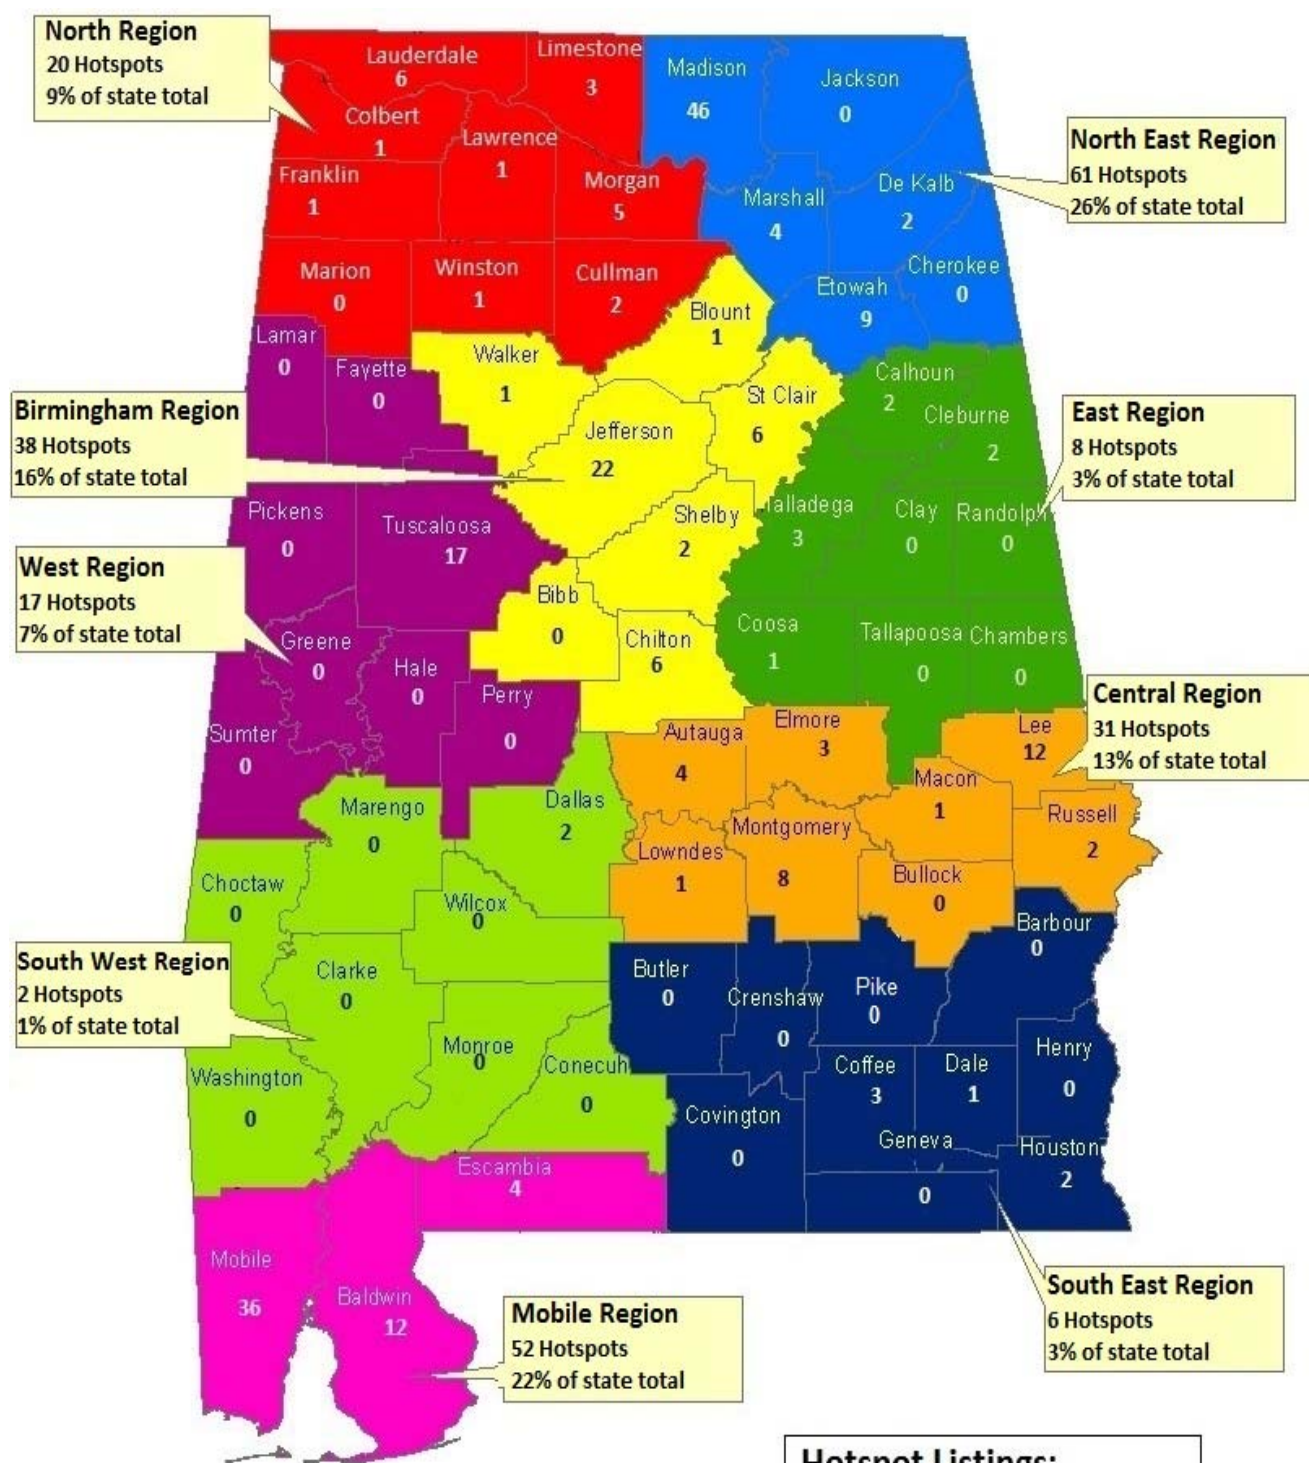 North Region
20 Hotspots
9% of state total
Lauderdale
6
Limestone
3
Madison
46
Jackson
0
Colbert
1
Lawrence
1
Franklin
1
Morgan
5
Marshall
4
De Kalb
2
North East Region
61 Hotspots
26% of state total
Marion
0
Winston
1
Cullman
2
Blount
1
Etowah
9
Cherokee
0
Lamar
0
Fayette
0
Walker
1
St Clair
6
Calhoun
2
Cleburne
2
Birmingham Region
38 Hotspots
16% of state total
Jefferson
22
East Region
8 Hotspots
3% of state total
Pickens
0
Tuscaloosa
17
Shelby
2
Talladega
3
Clay
0
Randolph
0
West Region
17 Hotspots
7% of state total
Greene
0
Hale
0
Bibb
0
Chilton
6
Coosa
1
Tallapoosa
0
Chambers
0
Sumter
0
Perry
0
Central Region
31 Hotspots
13% of state total
Autauga
4
Elmore
3
Lee
12
Macon
1
Russell
2
Marengo
0
Dallas
2
Lowndes
1
Montgomery
8
Bullock
0
Choctaw
0
Wilcox
0
Barbour
0
South West Region
2 Hotspots
1% of state total
Clarke
0
Butler
0
Crenshaw
0
Pike
0
Washington
0
Monroe
0
Conecuh
0
Covington
0
Coffee
3
Dale
1
Henry
0
Geneva
0
Houston
2
Escambia
4
Mobile
36
Baldwin
12
Mobile Region
52 Hotspots
22% of state total
South East Region
6 Hotspots
3% of state total
Hotspot Listings: